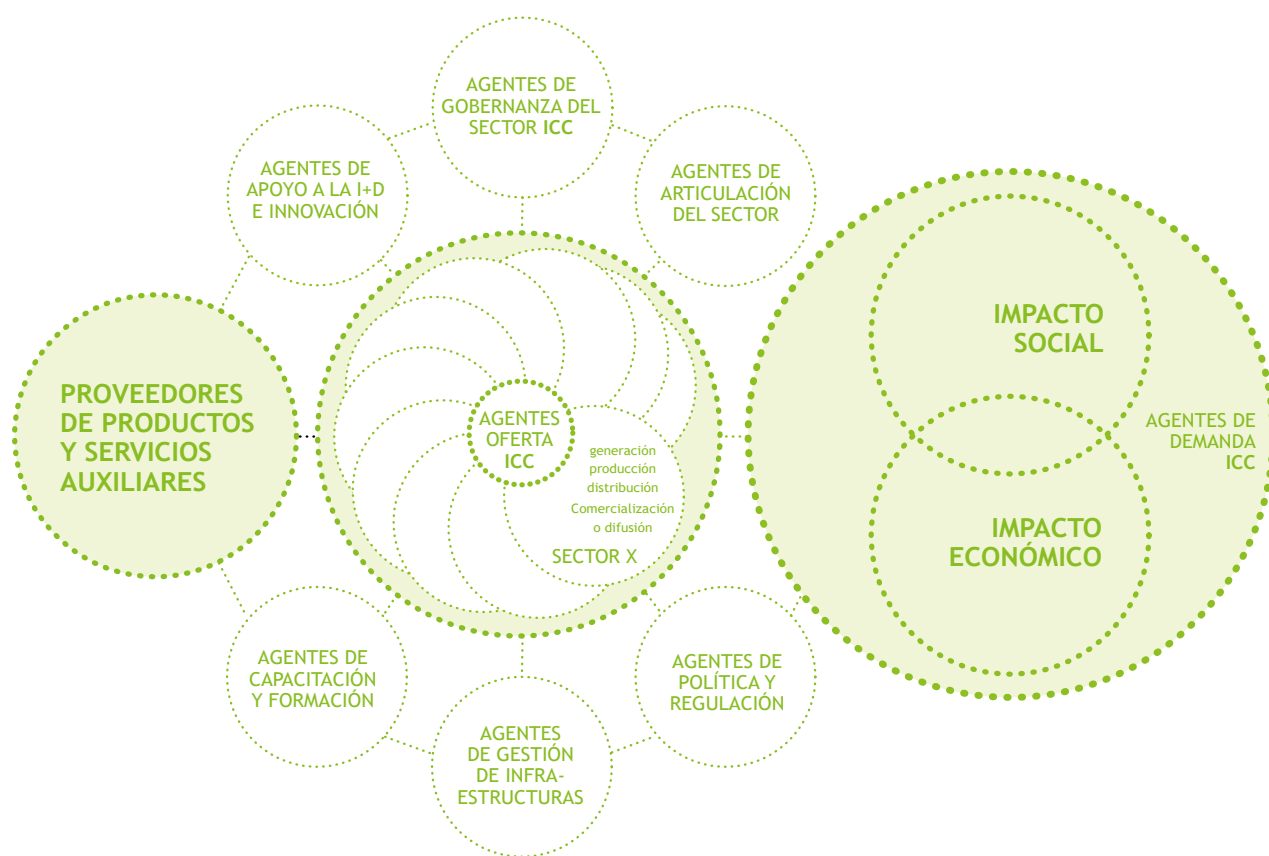 AGENTES DE
GOBERNANZA DEL
SECTOR ICC
AGENTES DE
APOYO A LA I+D
E INNOVACIÓN
AGENTES DE
ARTICULACIÓN
DEL SECTOR
PROVEEDORES
DE PRODUCTOS
Y SERVICIOS
AUXILIARES
AGENTES
OFERTA
ICC
generación
producción
distribución
Comercialización
o difusión
SECTOR X
IMPACTO
SOCIAL
AGENTES DE
DEMANDA
ICC
IMPACTO
ECONÓMICO
AGENTES DE
CAPACITACIÓN
Y FORMACIÓN
AGENTES
DE GESTIÓN
DE INFRA-
ESTRUCTURAS
AGENTES DE
POLÍTICA Y
REGULACIÓN